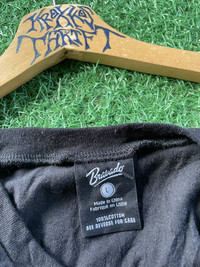 KRAKEN
THRIFT
Bravado
L
Made in China
Fabriqué en Chine
100%COTTON
SEE REVERSE FOR CARE